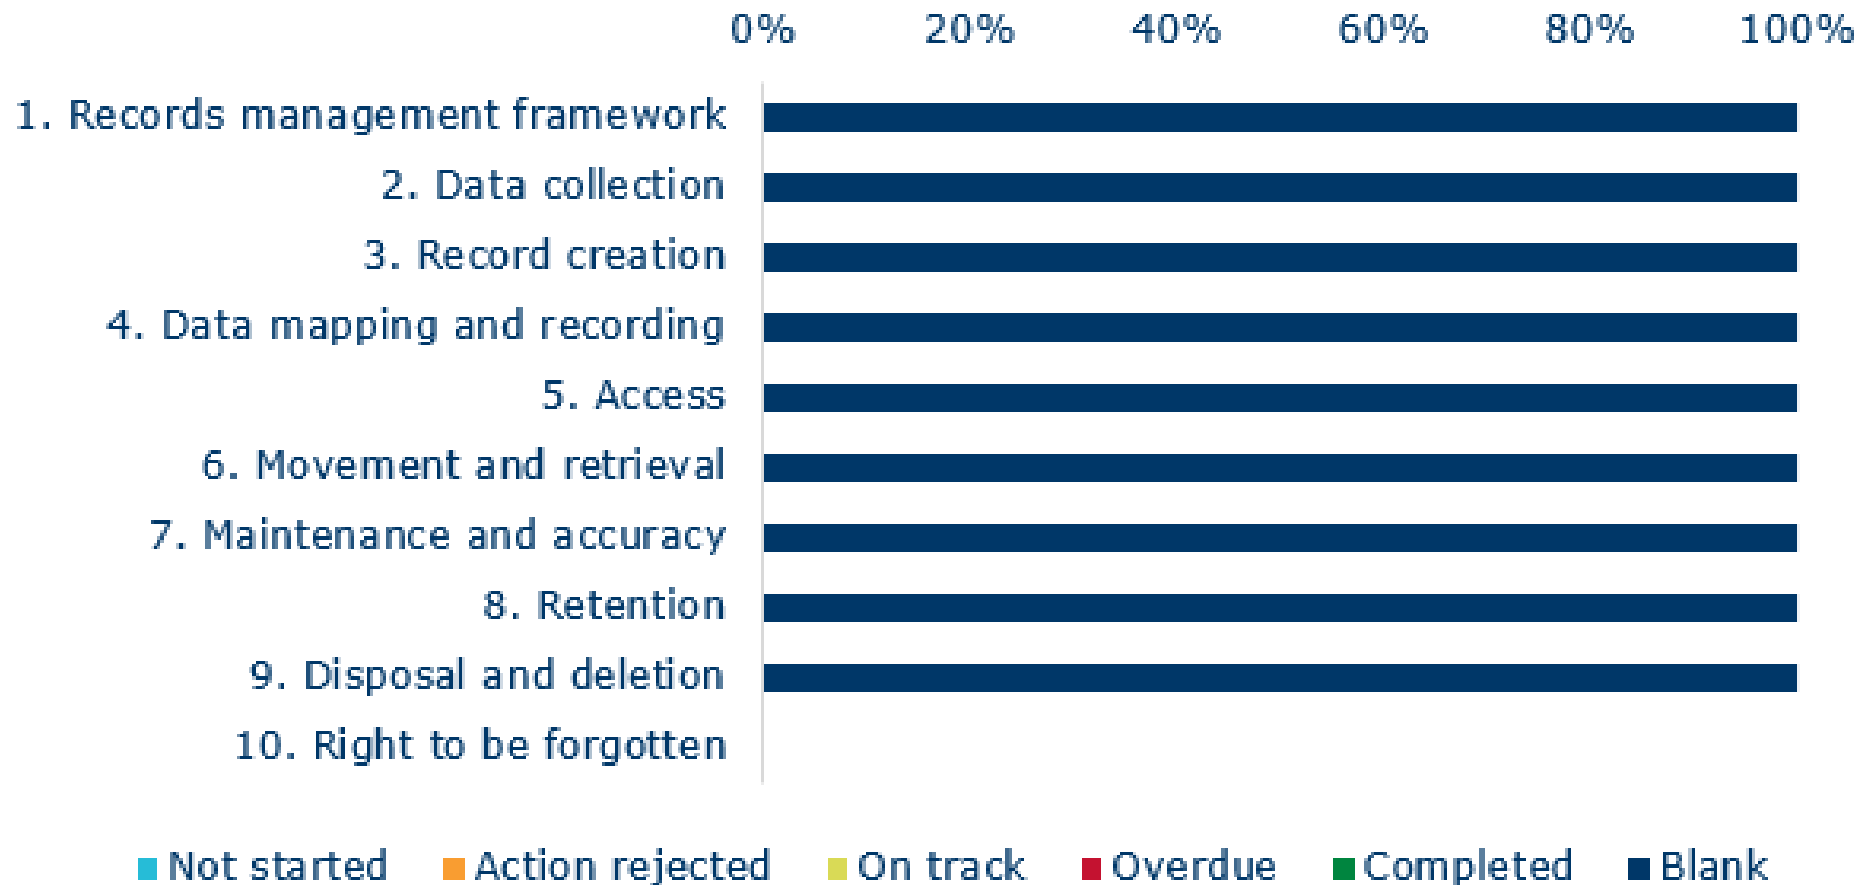 0% 20% 40% 60% 80% 100%
1. Records management framework
2. Data collection
3. Record creation
4. Data mapping and recording
5. Access
6. Movement and retrieval
7. Maintenance and accuracy
8. Retention
9. Disposal and deletion
10. Right to be forgotten
Not started Action rejected On track Overdue Completed Blank